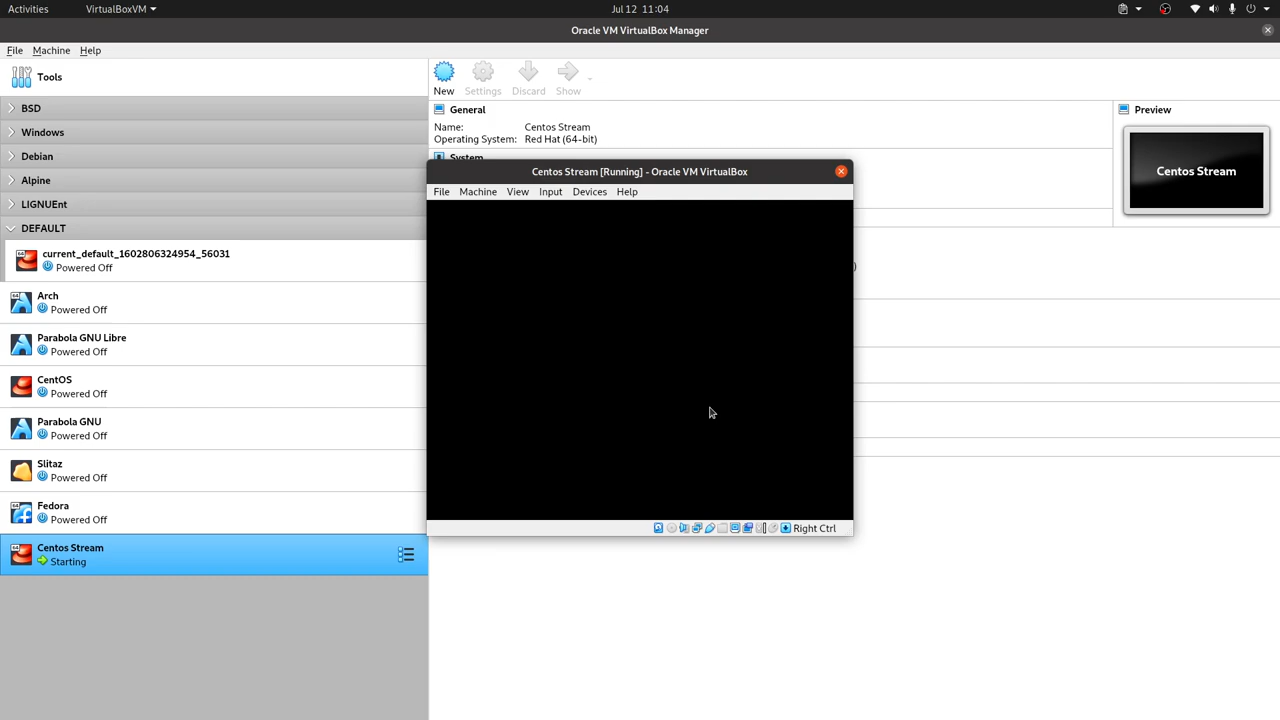 Activities VirtualBoxVM Jul 12 11:04
Oracle VM VirtualBox Manager
File Machine Help
Tools
New Settings Discard Show
BSD
Windows
Debian
Alpine
LIGNUEnt
DEFAULT
current_default_1602806324954_56031
Powered Off
Arch
Powered Off
Parabola GNU Libre
Powered Off
CentOS
Powered Off
Parabola GNU
Powered Off
Slitaz
Powered Off
Fedora
Powered Off
Centos Stream
Starting
General
Name: Centos Stream
Operating System: Red Hat (64-bit)
System
Preview
Centos Stream
Centos Stream [Running] - Oracle VM VirtualBox
File Machine View Input Devices Help
)
Right Ctrl